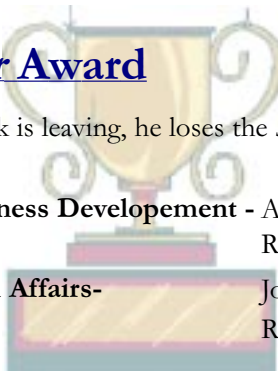 r Award
k is leaving, he loses the
ness Developement - A
R
Affairs-
Jo
R